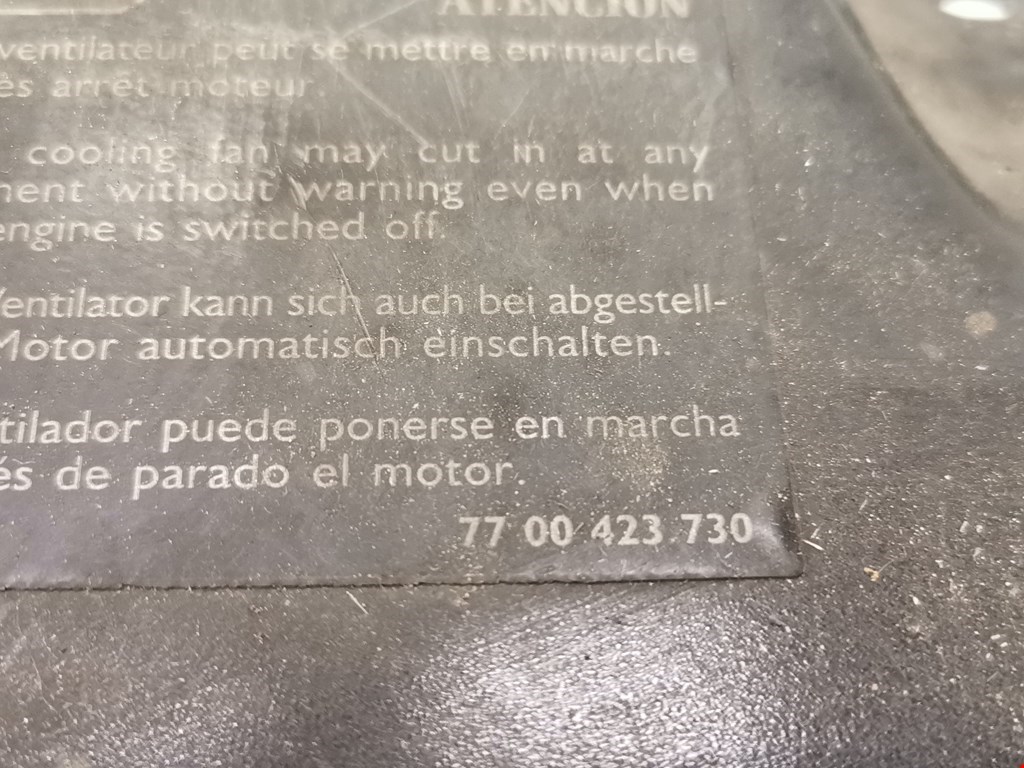 ATENCION
ventilateur peut se mettre en marche
ès arrêt moteur.
cooling fan may cut in at any
ment without warning even when
engine is switched off.
Ventilator kann sich auch bei abgestell-
Motor automatisch einschalten.
tilador puede ponerse en marcha
és de parado el motor.
77 00 423 730